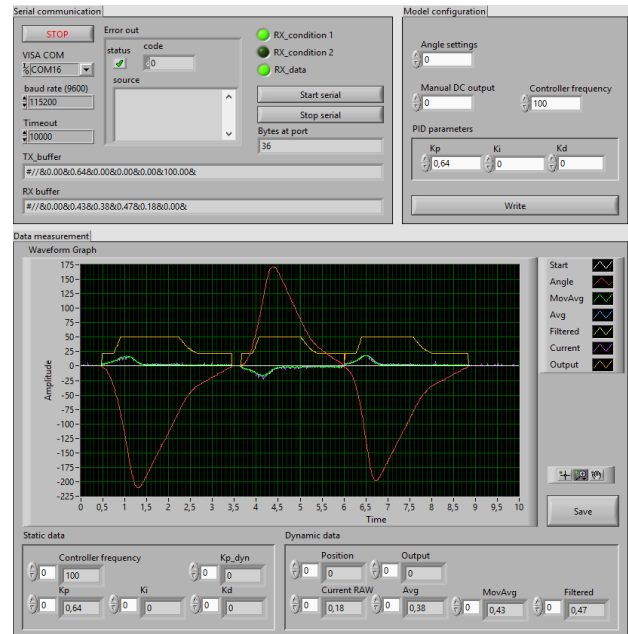 Serial communication
STOP
VISA COM
COM16
baud rate (9600)
115200
Timeout
10000
Error out
status
code
0
source
RX_condition 1
RX_condition 2
RX_data
Start serial
Stop serial
Bytes at port
36
TX_buffer
#//&0.00&0.64&0.00&0.00&0.00&100.00&
RX buffer
#//&0.00&0.43&0.38&0.47&0.18&0.00&
Model configuration
Angle settings
0
Manual DC output
0
Controller frequency
100
PID parameters
Kp Ki Kd
0,64 0 0
Write
Data measurement
Waveform Graph
Amplitude
175
150
125
100
75
50
25
0
-25
-50
-75
-100
-125
-150
-175
-200
-225
0 0,5 1 1,5 2 2,5 3 3,5 4 4,5 5 5,5 6 6,5 7 7,5 8 8,5 9 9,5 10
Time
Start
Angle
MovAvg
Avg
Filtered
Current
Output
Save
Static data
Controller frequency Kp_dyn
0 100 0 0
Kp Ki Kd
0 0,64 0 0 0 0
Dynamic data
Position Output
0 0 0 0
Current RAW Avg MovAvg Filtered
0 0,18 0 0,38 0 0,43 0 0,47